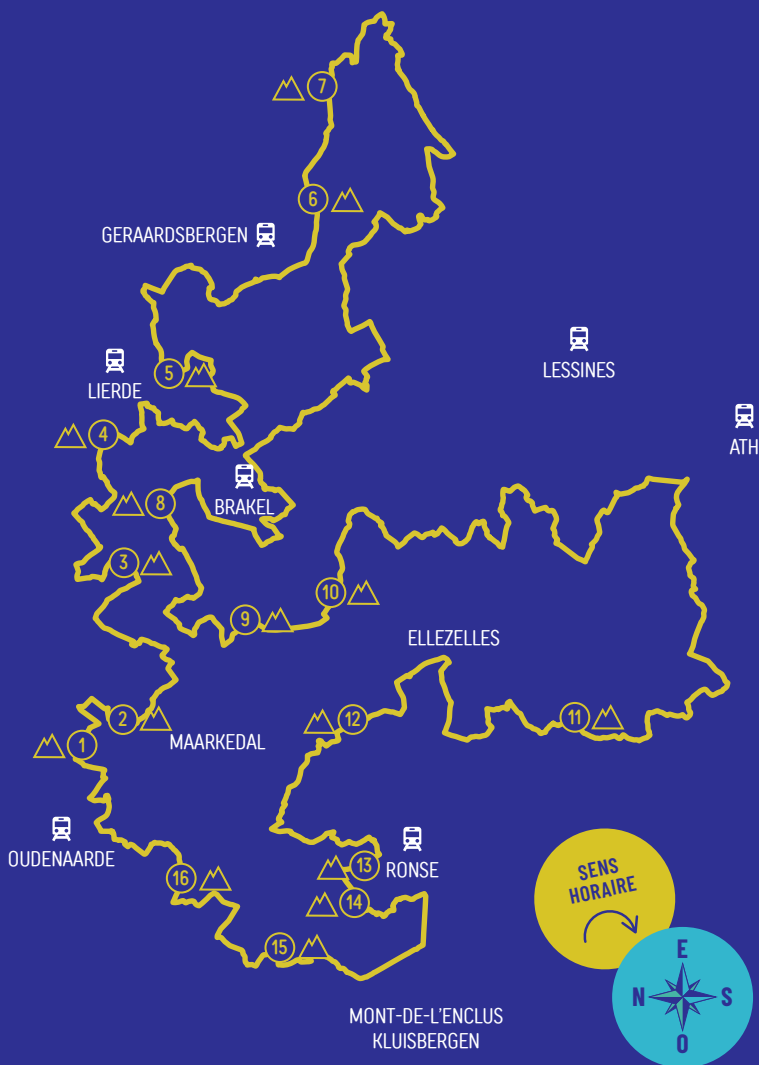 7
6
GERAARDSBERGEN
5
LIERDE
LESSINES
4
ATH
BRAKEL
8
3
10
9
ELLEZELLES
2
12
11
1
MAARKEDAL
OUDENAARDE
13
RONSE
16
14
SENS
HORAIRE
15
E
N
S
O
MONT-DE-L'ENCLUS
KLUISBERGEN